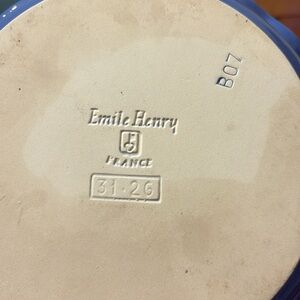 B07
Emile Henry
FRANCE
31.26